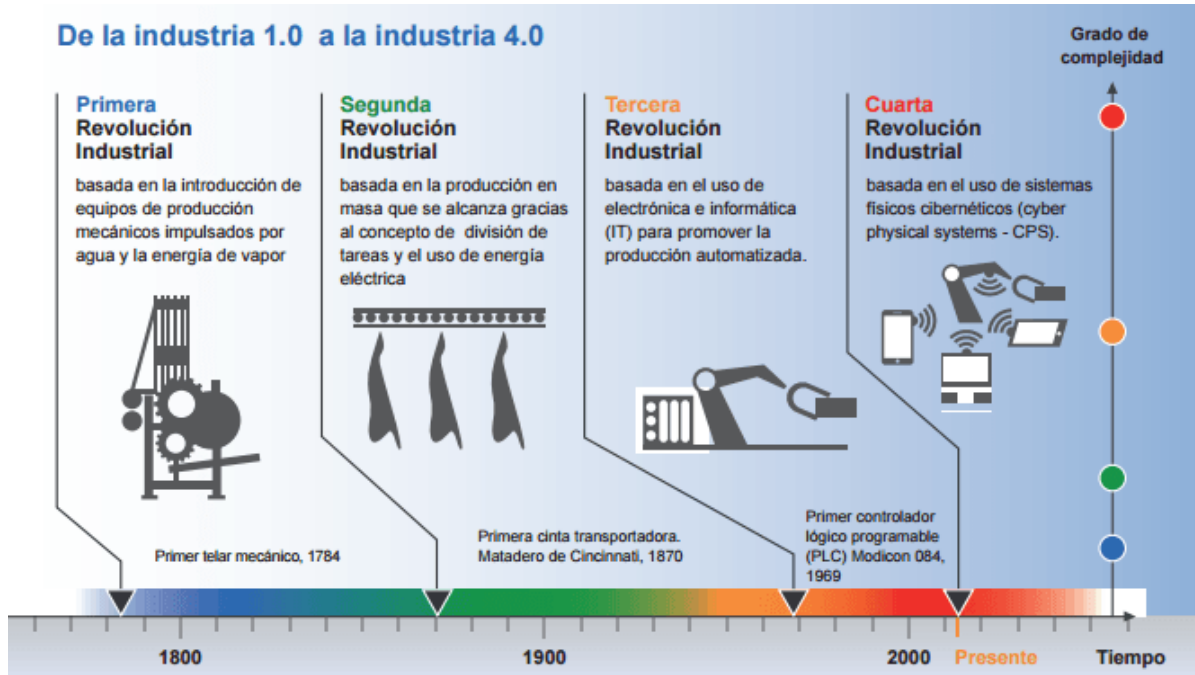 De la industria 1.0 a la industria 4.0
Grado de
complejidad
Primera
Revolución
Industrial
basada en la introducción de
equipos de producción
mecánicos impulsados por
agua y la energía de vapor
Segunda
Revolución
Industrial
basada en la producción en
masa que se alcanza gracias
al concepto de división de
tareas y el uso de energía
eléctrica
Tercera
Revolución
Industrial
basada en el uso de
electrónica e informática
(IT) para promover la
producción automatizada.
Cuarta
Revolución
Industrial
basada en el uso de sistemas
físicos cibernéticos (cyber
physical systems - CPS).
Primer telar mecánico, 1784
Primera cinta transportadora.
Matadero de Cincinnati, 1870
Primer controlador
lógico programable
(PLC) Modicon 084,
1969
1800
1900
2000
Presente
Tiempo